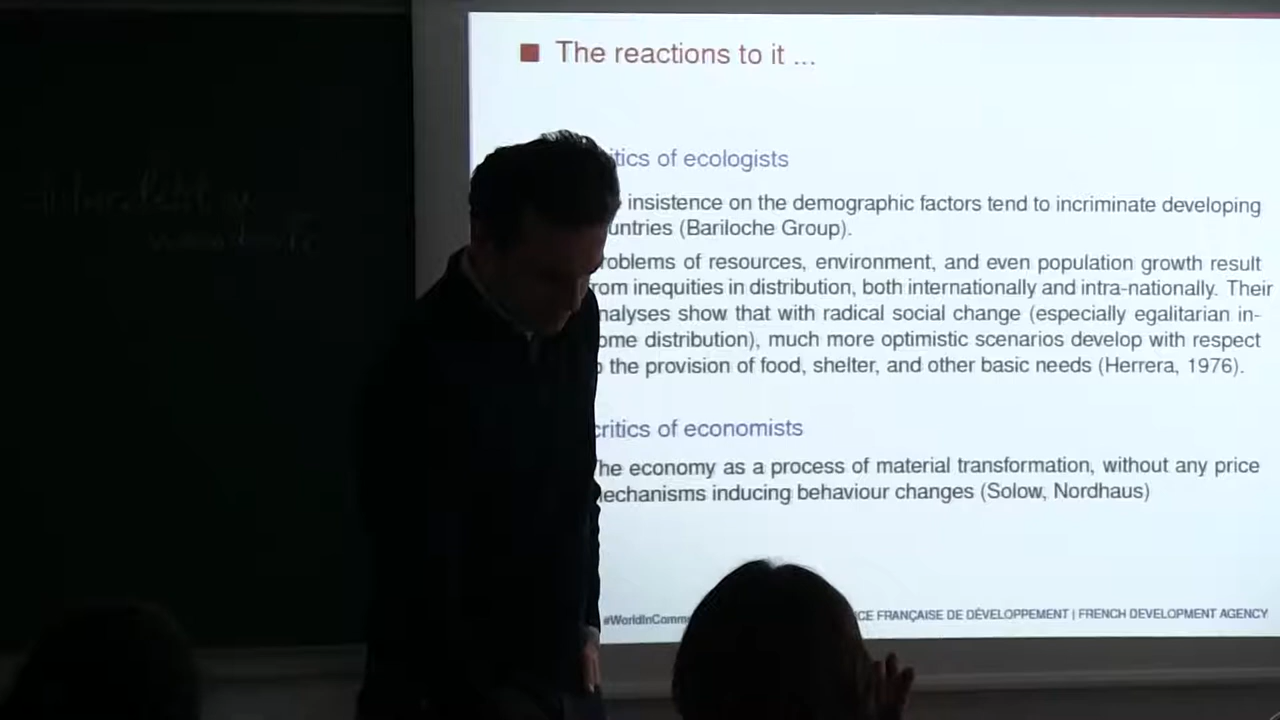 The reactions to it ...
itics of ecologists
insistence on the demographic factors tend to incriminate developing
untries (Bariloche Group).
roblems of resources, environment, and even population growth result
rom inequities in distribution, both internationally and intra-nationally. Their
nalyses show that with radical social change (especially egalitarian in-
ome distribution), much more optimistic scenarios develop with respect
the provision of food, shelter, and other basic needs (Herrera, 1976).
critics of economists
he economy as a process of material transformation, without any price
echanisms inducing behaviour changes (Solow, Nordhaus)
#WorldInComm
CE FRANÇAISE DE DÉVELOPPEMENT | FRENCH DEVELOPMENT AGENCY